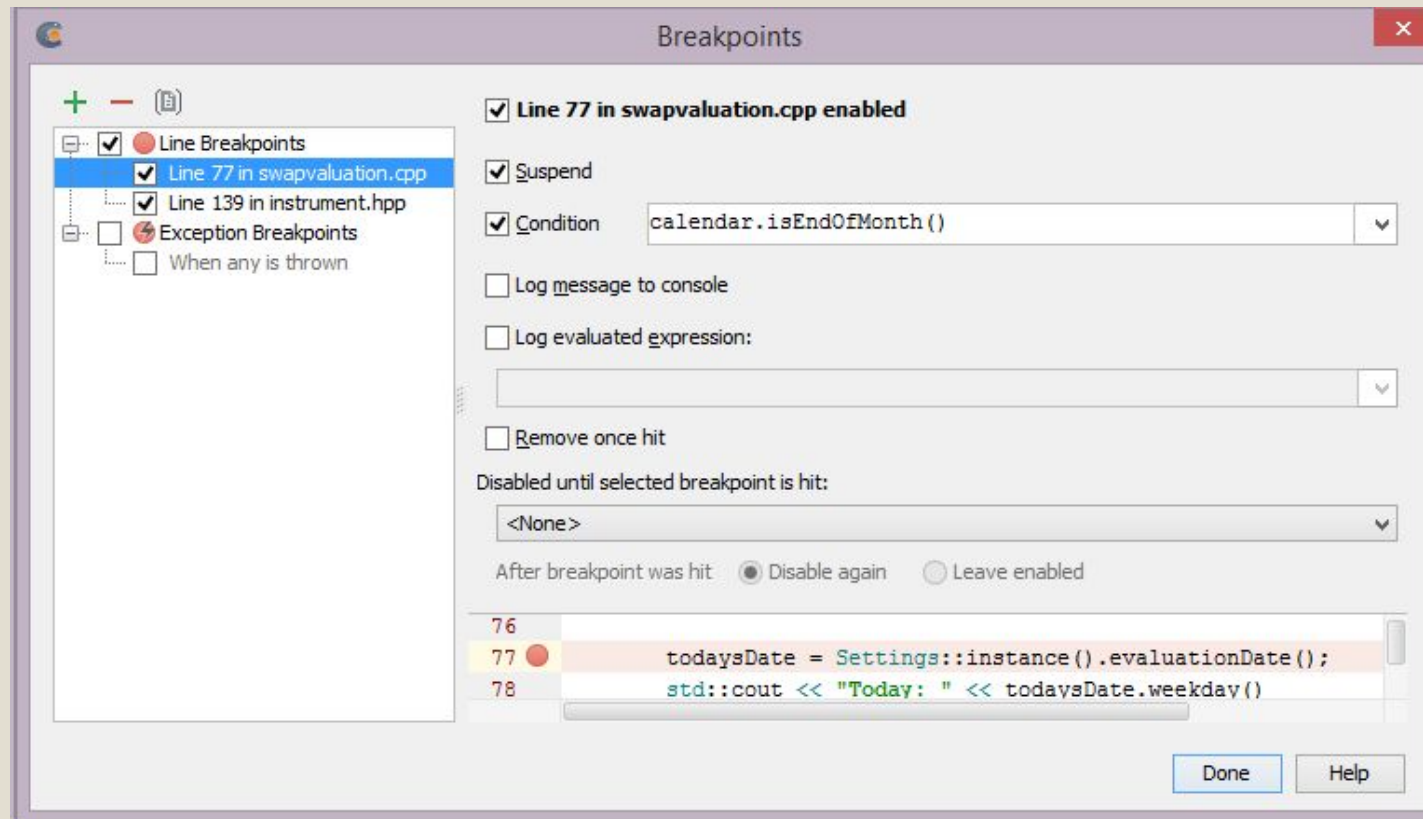 Breakpoints
Line Breakpoints
Line 77 in swapvaluation.cpp
Line 139 in instrument.hpp
Exception Breakpoints
When any is thrown
Line 77 in swapvaluation.cpp enabled
Suspend
Condition calendar.isEndOfMonth()
Log message to console
Log evaluated expression:
Remove once hit
Disabled until selected breakpoint is hit:
<None>
After breakpoint was hit Disable again Leave enabled
76
77 todaysDate = Settings::instance().evaluationDate();
78 std::cout << "Today: " << todaysDate.weekday()
Done Help